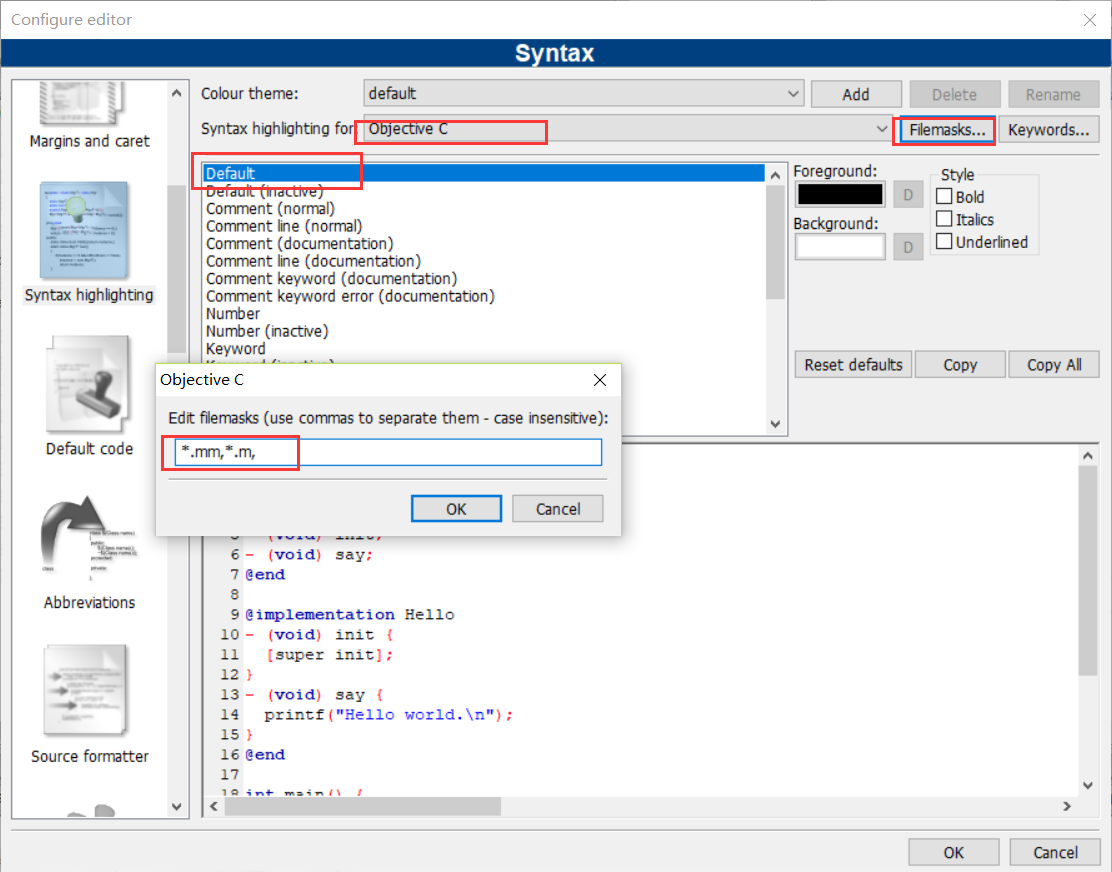 Configure editor
Syntax
Margins and caret
Syntax highlighting
Default code
Abbreviations
Source formatter
Colour theme:
default
Add
Delete
Rename
Syntax highlighting for:
Objective C
Filemasks...
Keywords...
Default
Default (inactive)
Comment (normal)
Comment line (normal)
Comment (documentation)
Comment line (documentation)
Comment keyword (documentation)
Comment keyword error (documentation)
Number
Number (inactive)
Keyword
Foreground:
D
Background:
D
Style
Bold
Italics
Underlined
Reset defaults
Copy
Copy All
Objective C
Edit filemasks (use commas to separate them - case insensitive):
*.mm,*.m,
OK
Cancel
6 - (void) say;
7 @end
8
9 @implementation Hello
10 - (void) init {
11 [super init];
12 }
13 - (void) say {
14 printf("Hello world.\n");
15 }
16 @end
17
18 int main() {
OK
Cancel